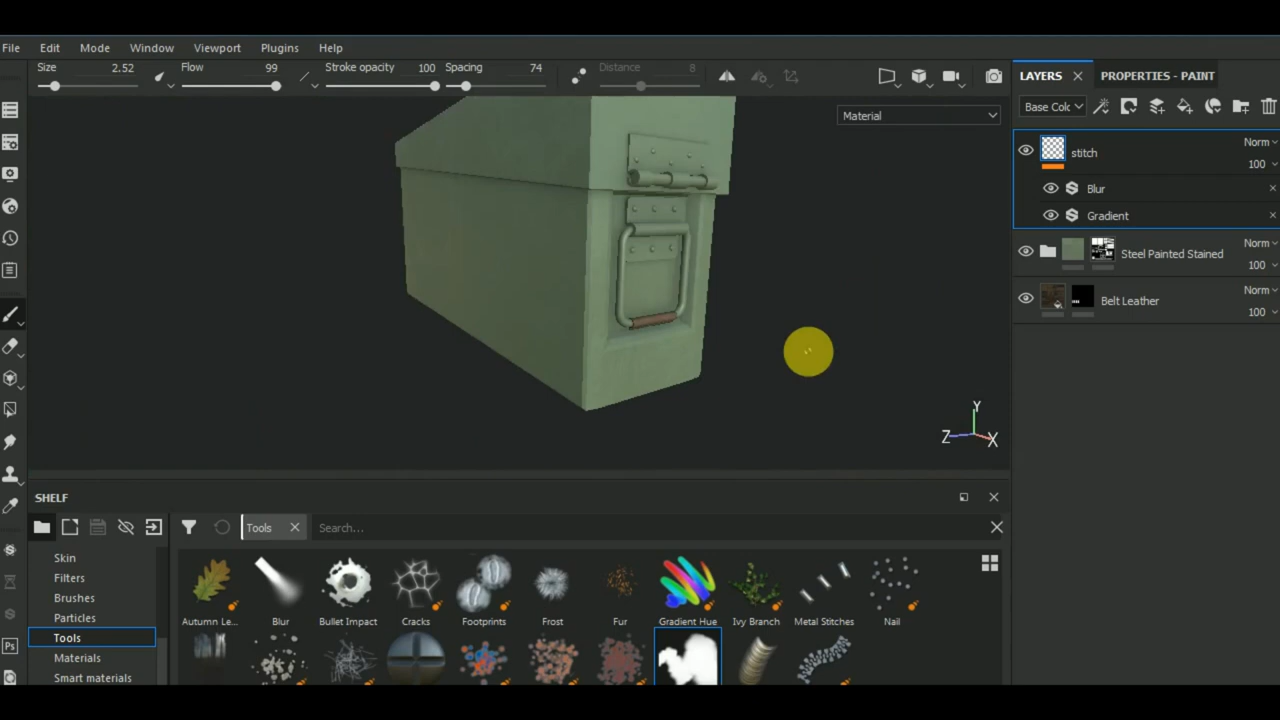 File Edit Mode Window Viewport Plugins Help
Size 2.52 Flow 99 Stroke opacity 100 Spacing 74 Distance 8
LAYERS PROPERTIES - PAINT
Base Colc
Material
stitch Norm 100
Blur
Gradient
Steel Painted Stained Norm 100
Belt Leather Norm 100
Y
Z X
SHELF
Tools Search...
Skin
Filters
Brushes
Particles
Tools
Materials
Smart materials
Autumn Le... Blur Bullet Impact Cracks Footprints Frost Fur Gradient Hue Ivy Branch Metal Stitches Nail
Ps